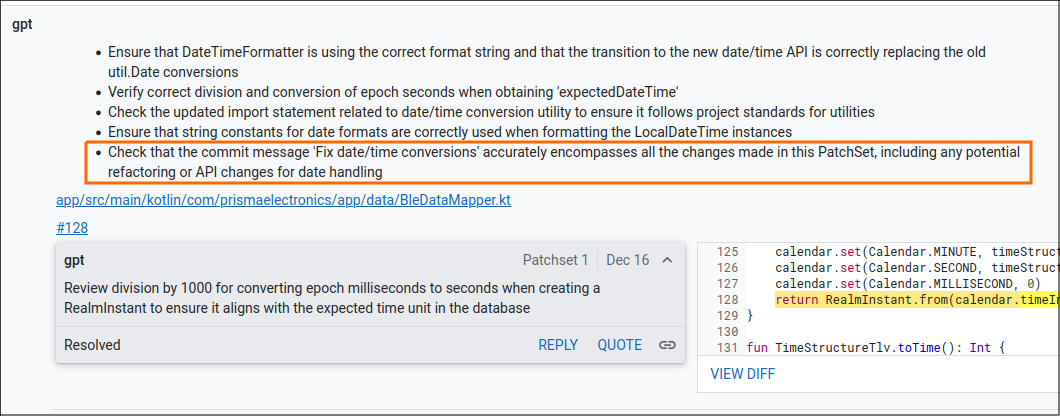 gpt
Ensure that DateTimeFormatter is using the correct format string and that the transition to the new date/time API is correctly replacing the old
util.Date conversions
Verify correct division and conversion of epoch seconds when obtaining 'expectedDateTime'
Check the updated import statement related to date/time conversion utility to ensure it follows project standards for utilities
Ensure that string constants for date formats are correctly used when formatting the LocalDateTime instances
Check that the commit message 'Fix date/time conversions' accurately encompasses all the changes made in this PatchSet, including any potential
refactoring or API changes for date handling
app/src/main/kotlin/com/prismaelectronics/app/data/BleDataMapper.kt
#128
gpt Patchset 1 Dec 16
Review division by 1000 for converting epoch milliseconds to seconds when creating a
RealmInstant to ensure it aligns with the expected time unit in the database
Resolved REPLY QUOTE
125 calendar.set(Calendar.MINUTE, timeStruct
126 calendar.set(Calendar.SECOND, timeStruct
127 calendar.set(Calendar.MILLISECOND, 0)
128 return RealmInstant.from(calendar.timeIn
129 }
130
131 fun TimeStructureTlv.toTime(): Int {
VIEW DIFF